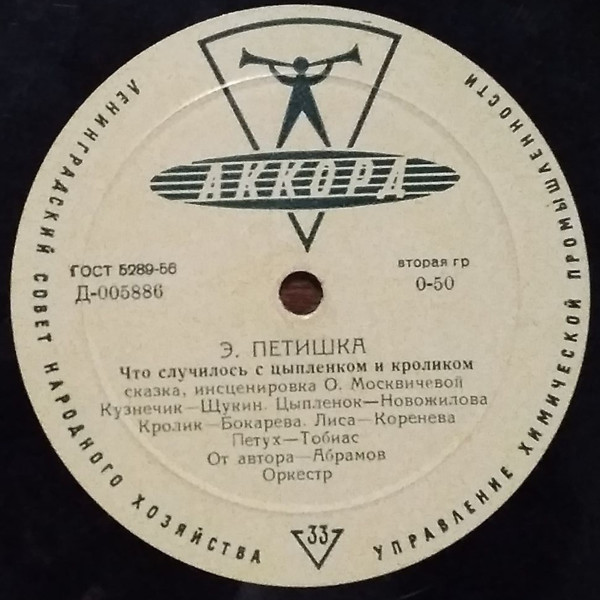 ЛЕНИНГРАДСКИЙ СОВЕТ НАРОДНОГО ХОЗЯЙСТВА
УПРАВЛЕНИЕ ХИМИЧЕСКОЙ ПРОМЫШЛЕННОСТИ
АККОРД
ГОСТ 5289-56
Д-005886
вторая гр
0-50
Э. ПЕТИШКА
Что случилось с цыпленком и кроликом
сказка, инсценировка О. Москвичевой
Кузнечик—Щукин. Цыпленок—Новожилова
Кролик—Бокарева. Лиса—Коренева
Петух—Тобиас
От автора—Абрамов
Оркестр
33